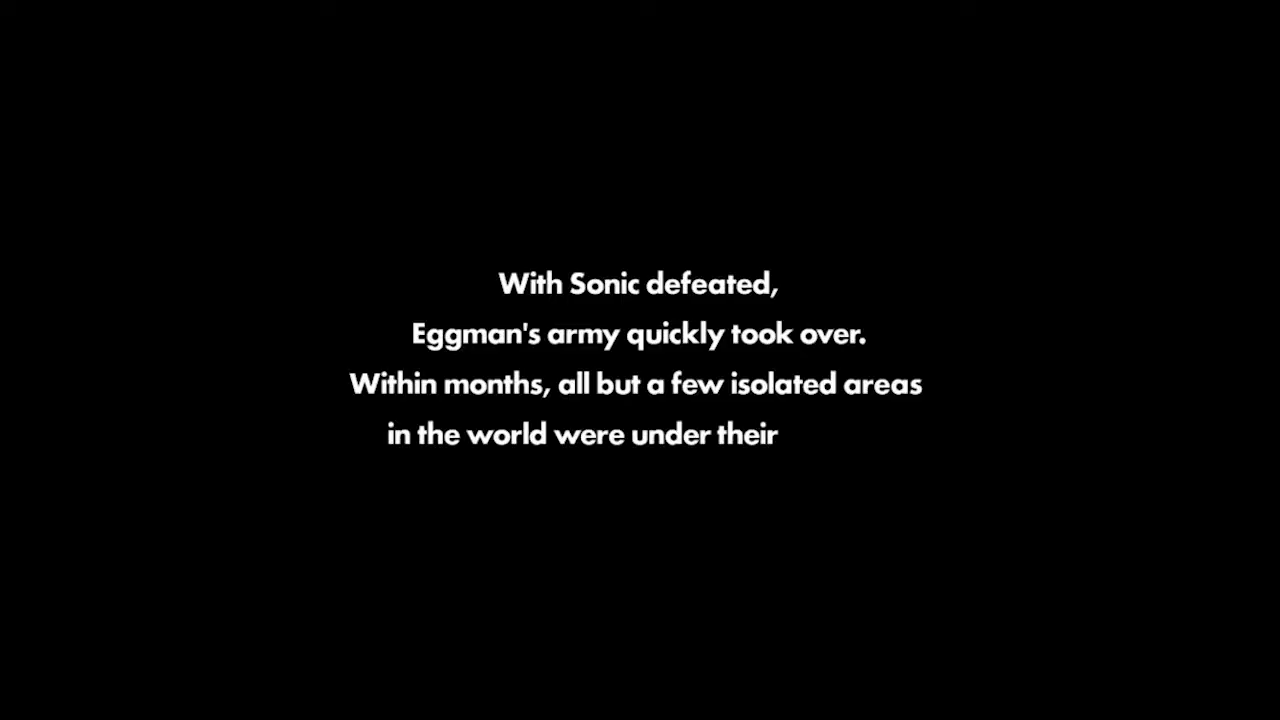 With Sonic defeated,
Eggman's army quickly took over.
Within months, all but a few isolated areas
in the world were under their